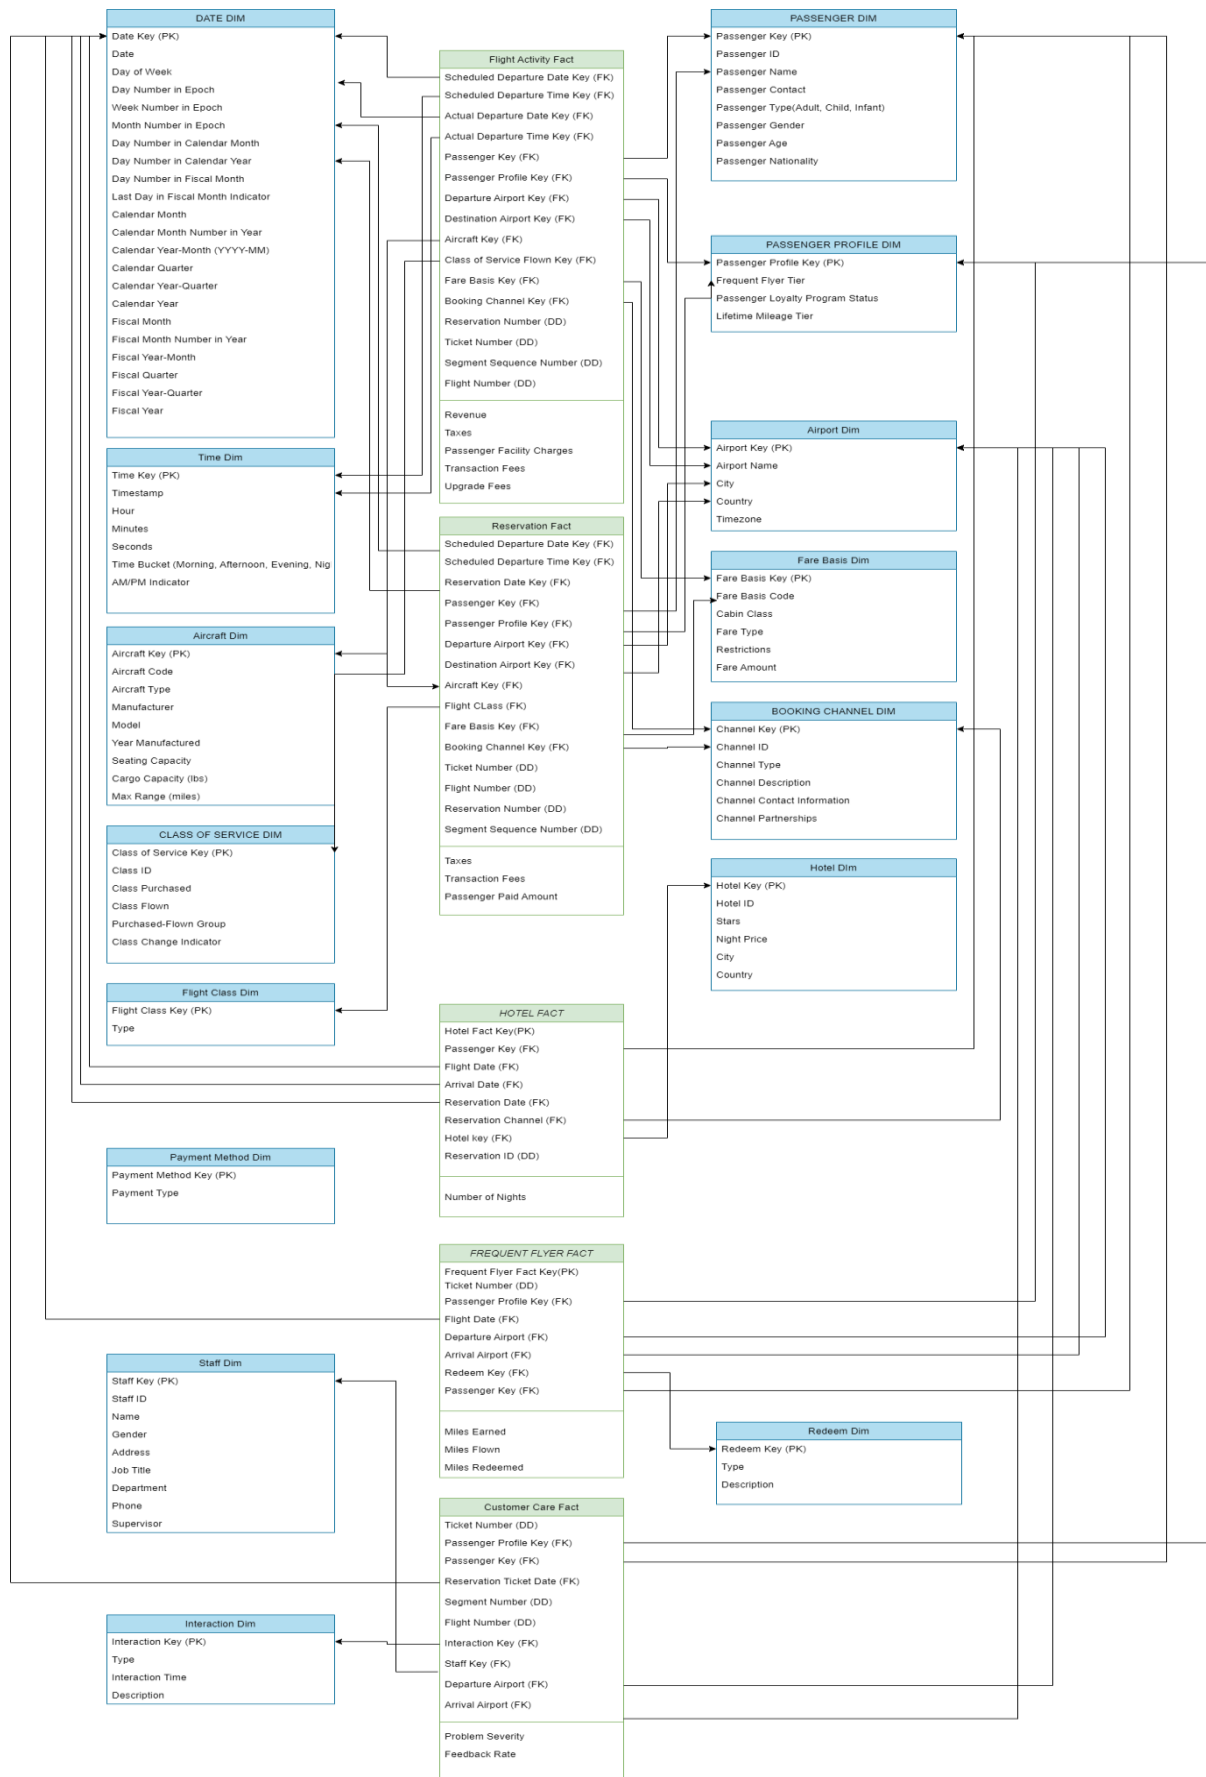 DATE DIM
Date Key (PK)
Date
Day of Week
Day Number in Epoch
Week Number in Epoch
Month Number in Epoch
Day Number in Calendar Month
Day Number in Calendar Year
Day Number in Fiscal Month
Last Day in Fiscal Month Indicator
Calendar Month
Calendar Month Number in Year
Calendar Year-Month (YYYY-MM)
Calendar Quarter
Calendar Year-Quarter
Calendar Year
Fiscal Month
Fiscal Month Number in Year
Fiscal Year-Month
Fiscal Quarter
Fiscal Year-Quarter
Fiscal Year
Time Dim
Time Key (PK)
Timestamp
Hour
Minutes
Seconds
Time Bucket (Morning, Afternoon, Evening, Nig
AM/PM Indicator
Aircraft Dim
Aircraft Key (PK)
Aircraft Code
Aircraft Type
Manufacturer
Model
Year Manufactured
Seating Capacity
Cargo Capacity (lbs)
Max Range (miles)
CLASS OF SERVICE DIM
Class of Service Key (PK)
Class ID
Class Purchased
Class Flown
Purchased-Flown Group
Class Change Indicator
Flight Class Dim
Flight Class Key (PK)
Type
Payment Method Dim
Payment Method Key (PK)
Payment Type
Staff Dim
Staff Key (PK)
Staff ID
Name
Gender
Address
Job Title
Department
Phone
Supervisor
Interaction Dim
Interaction Key (PK)
Type
Interaction Time
Description
Flight Activity Fact
Scheduled Departure Date Key (FK)
Scheduled Departure Time Key (FK)
Actual Departure Date Key (FK)
Actual Departure Time Key (FK)
Passenger Key (FK)
Passenger Profile Key (FK)
Departure Airport Key (FK)
Destination Airport Key (FK)
Aircraft Key (FK)
Class of Service Flown Key (FK)
Fare Basis Key (FK)
Booking Channel Key (FK)
Reservation Number (DD)
Ticket Number (DD)
Segment Sequence Number (DD)
Flight Number (DD)
Revenue
Taxes
Passenger Facility Charges
Transaction Fees
Upgrade Fees
Reservation Fact
Scheduled Departure Date Key (FK)
Scheduled Departure Time Key (FK)
Reservation Date Key (FK)
Passenger Key (FK)
Passenger Profile Key (FK)
Departure Airport Key (FK)
Destination Airport Key (FK)
Aircraft Key (FK)
Flight CLass (FK)
Fare Basis Key (FK)
Booking Channel Key (FK)
Ticket Number (DD)
Flight Number (DD)
Reservation Number (DD)
Segment Sequence Number (DD)
Taxes
Transaction Fees
Passenger Paid Amount
HOTEL FACT
Hotel Fact Key(PK)
Passenger Key (FK)
Flight Date (FK)
Arrival Date (FK)
Reservation Date (FK)
Reservation Channel (FK)
Hotel key (FK)
Reservation ID (DD)
Number of Nights
FREQUENT FLYER FACT
Frequent Flyer Fact Key(PK)
Ticket Number (DD)
Passenger Profile Key (FK)
Flight Date (FK)
Departure Airport (FK)
Arrival Airport (FK)
Redeem Key (FK)
Passenger Key (FK)
Miles Earned
Miles Flown
Miles Redeemed
Customer Care Fact
Ticket Number (DD)
Passenger Profile Key (FK)
Passenger Key (FK)
Reservation Ticket Date (FK)
Segment Number (DD)
Flight Number (DD)
Interaction Key (FK)
Staff Key (FK)
Departure Airport (FK)
Arrival Airport (FK)
Problem Severity
Feedback Rate
PASSENGER DIM
Passenger Key (PK)
Passenger ID
Passenger Name
Passenger Contact
Passenger Type(Adult, Child, Infant)
Passenger Gender
Passenger Age
Passenger Nationality
PASSENGER PROFILE DIM
Passenger Profile Key (PK)
Frequent Flyer Tier
Passenger Loyalty Program Status
Lifetime Mileage Tier
Airport Dim
Airport Key (PK)
Airport Name
City
Country
Timezone
Fare Basis Dim
Fare Basis Key (PK)
Fare Basis Code
Cabin Class
Fare Type
Restrictions
Fare Amount
BOOKING CHANNEL DIM
Channel Key (PK)
Channel ID
Channel Type
Channel Description
Channel Contact Information
Channel Partnerships
Hotel Dim
Hotel Key (PK)
Hotel ID
Stars
Night Price
City
Country
Redeem Dim
Redeem Key (PK)
Type
Description